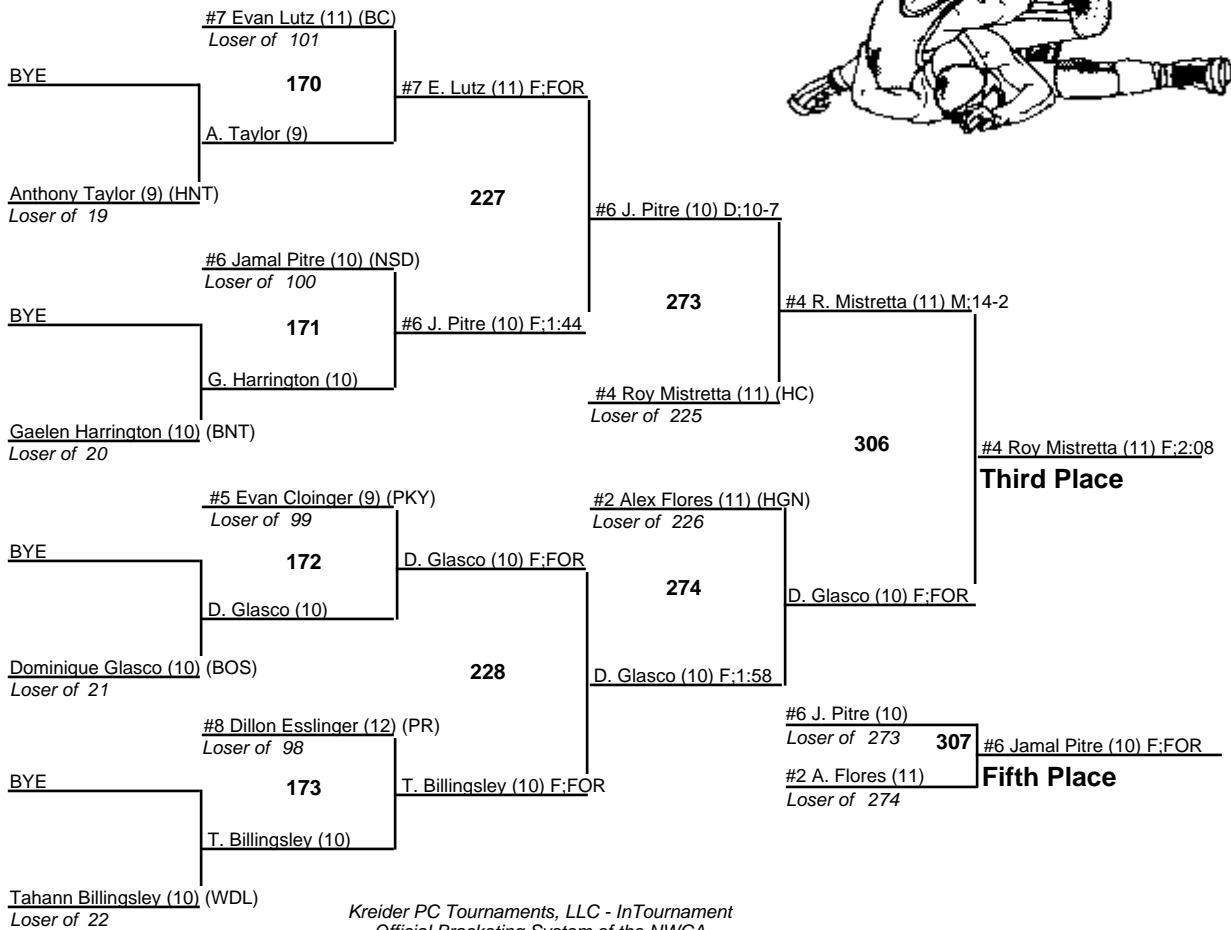 #7 Evan Lutz (11) (BC)
Loser of 101
BYE
170
#7 E. Lutz (11) F;FOR
A. Taylor (9)
Anthony Taylor (9) (HNT)
Loser of 19
227
#6 J. Pitre (10) D;10-7
#6 Jamal Pitre (10) (NSD)
Loser of 100
BYE
171
#6 J. Pitre (10) F;1:44
273
#4 R. Mistretta (11) M;14-2
G. Harrington (10)
#4 Roy Mistretta (11) (HC)
Loser of 225
Gaelen Harrington (10) (BNT)
Loser of 20
306
#4 Roy Mistretta (11) F;2:08
Third Place
#5 Evan Cloinger (9) (PKY)
Loser of 99
#2 Alex Flores (11) (HGN)
Loser of 226
BYE
172
D. Glasco (10) F;FOR
274
D. Glasco (10)
D. Glasco (10) F;FOR
Dominique Glasco (10) (BOS)
Loser of 21
228
D. Glasco (10) F;1:58
#8 Dillon Esslinger (12) (PR)
Loser of 98
#6 J. Pitre (10)
Loser of 273
307
#6 Jamal Pitre (10) F;FOR
Fifth Place
BYE
173
T. Billingsley (10) F;FOR
#2 A. Flores (11)
Loser of 274
T. Billingsley (10)
Tahann Billingsley (10) (WDL)
Loser of 22
Kreider PC Tournaments, LLC - InTournament
Official Bracketing System of the NWCA